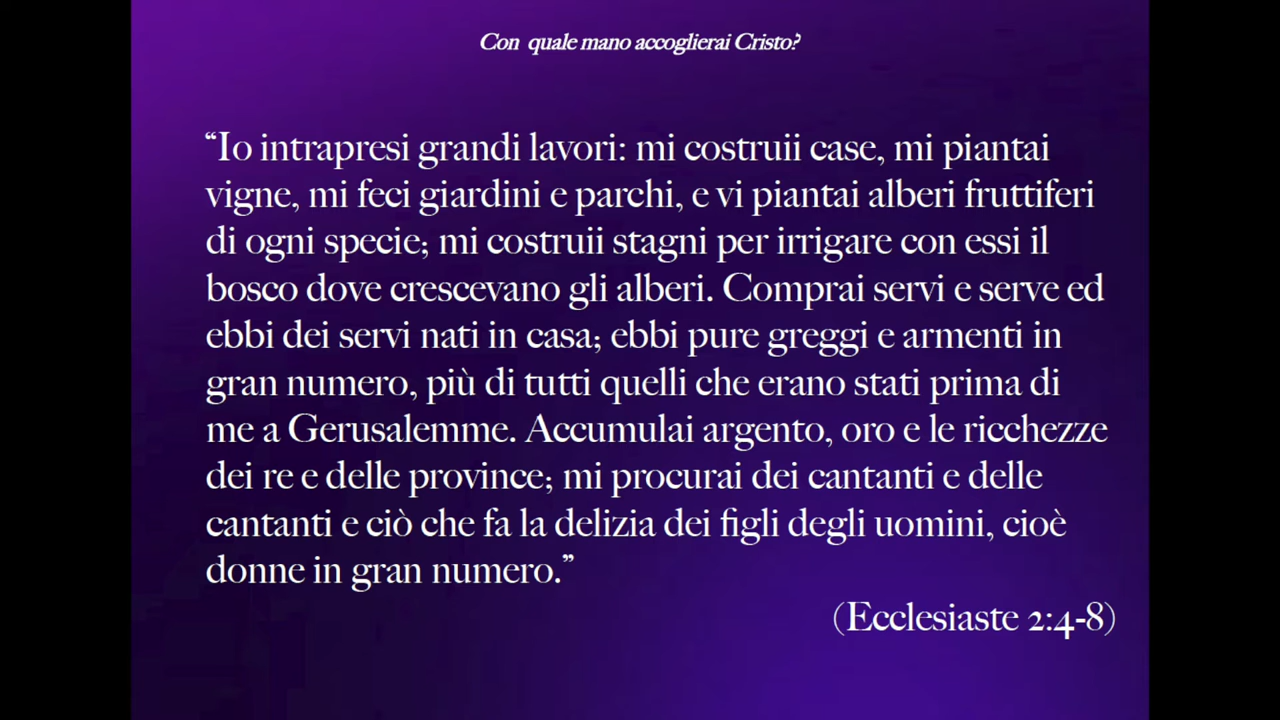 Con quale mano accoglierai Cristo?
“Io intrapresi grandi lavori: mi costruii case, mi piantai
vigne, mi feci giardini e parchi, e vi piantai alberi fruttiferi
di ogni specie; mi costruii stagni per irrigare con essi il
bosco dove crescevano gli alberi. Comprai servi e serve ed
ebbi dei servi nati in casa; ebbi pure greggi e armenti in
gran numero, più di tutti quelli che erano stati prima di
me a Gerusalemme. Accumulai argento, oro e le ricchezze
dei re e delle province; mi procurai dei cantanti e delle
cantanti e ciò che fa la delizia dei figli degli uomini, cioè
donne in gran numero.”
(Ecclesiaste 2:4-8)